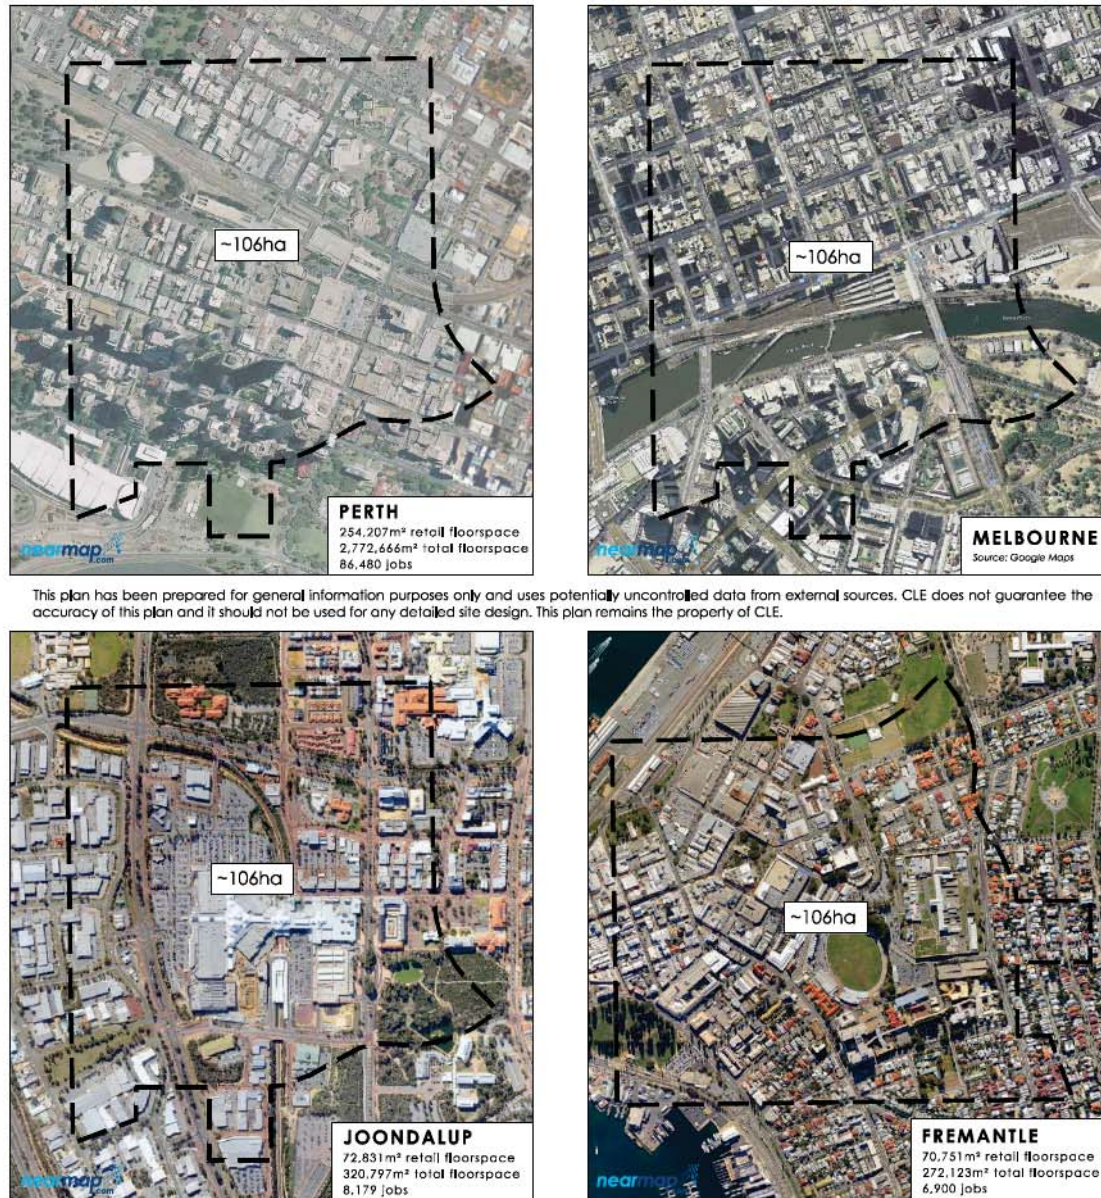 ~106ha
PERTH
254,207m² retail floorspace
2,772,666m² total floorspace
86,480 jobs
nearmap
.com
~106ha
MELBOURNE
Source: Google Maps
nearmap
.com
This plan has been prepared for general information purposes only and uses potentially uncontrolled data from external sources. CLE does not guarantee the
accuracy of this plan and it should not be used for any detailed site design. This plan remains the property of CLE.
~106ha
JOONDALUP
72,831m² retail floorspace
320,797m² total floorspace
8,179 jobs
nearmap
.com
~106ha
FREMANTLE
70,751m² retail floorspace
272,123m² total floorspace
6,900 jobs
nearmap
.com